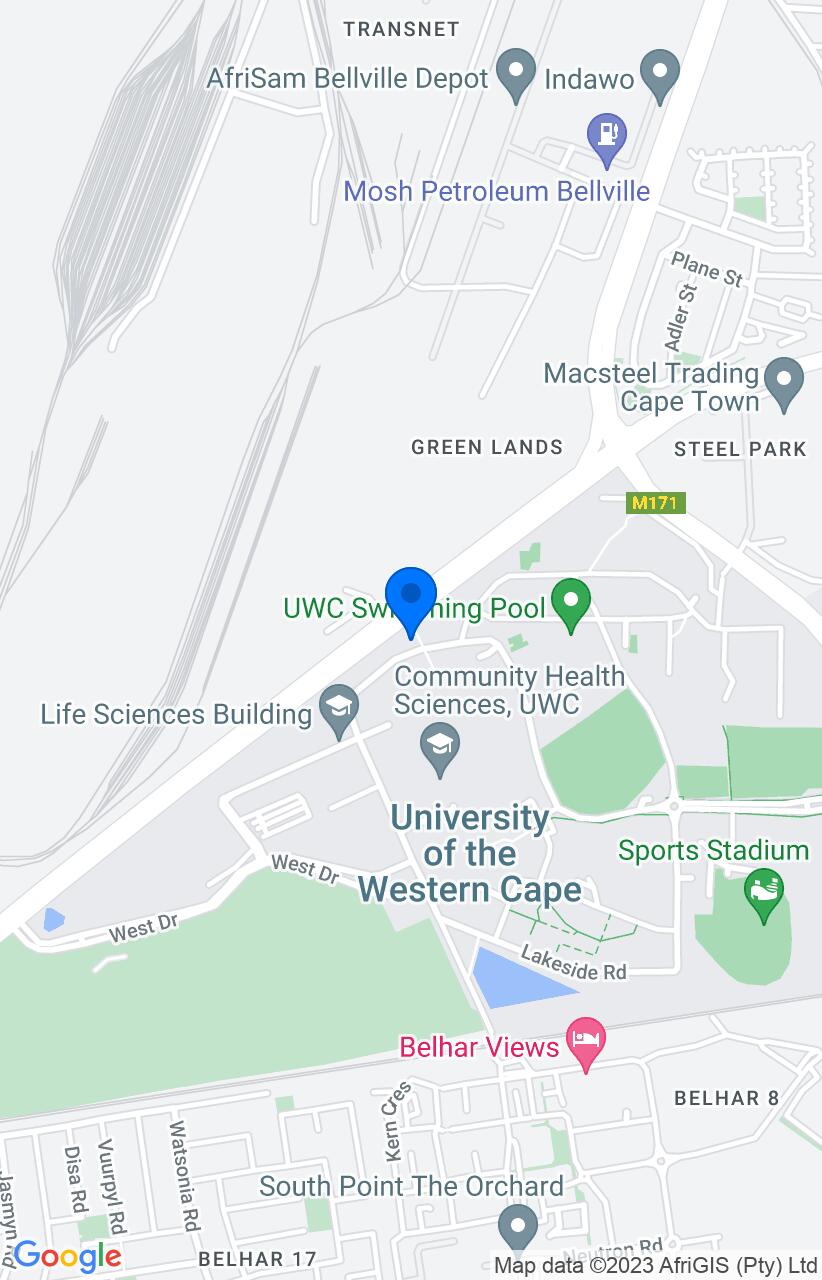 TRANSNET
AfriSam Bellville Depot
Indawo
Mosh Petroleum Bellville
Plane St
Adler St
Macsteel Trading
Cape Town
GREEN LANDS
STEEL PARK
M171
UWC Swimming Pool
Community Health
Sciences, UWC
Life Sciences Building
University
of the
Western Cape
Sports Stadium
West Dr
West Dr
Lakeside Rd
Belhar Views
BELHAR 8
Kern Cres
Disa Rd
Vuurpyl Rd
Watsonia Rd
Jasmyn
South Point The Orchard
Neutron Rd
BELHAR 17
Google
Map data ©2023 AfriGIS (Pty) Ltd